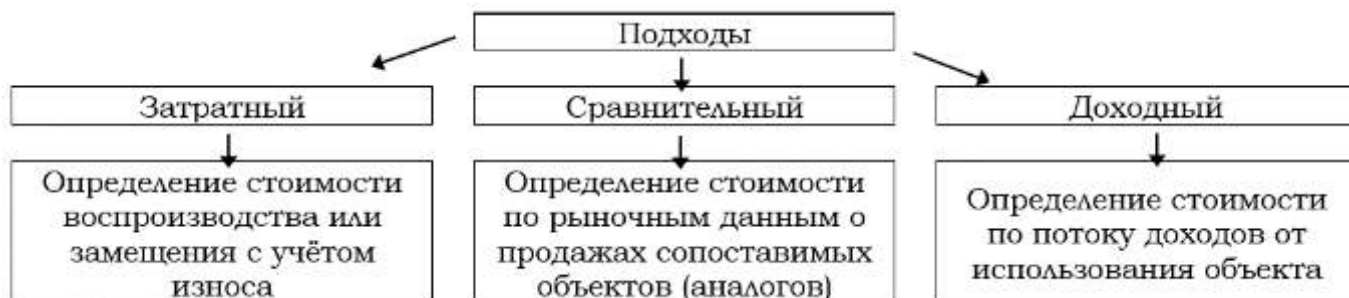 Подходы
Затратный
Сравнительный
Доходный
Определение стоимости
воспроизводства или
замещения с учётом
износа
Определение стоимости
по рыночным данным о
продажах сопоставимых
объектов (аналогов)
Определение стоимости
по потоку доходов от
использования объекта